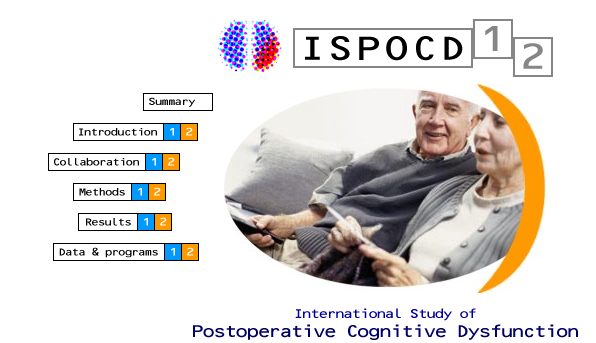 ISPOCD 1 2
Summary
Introduction 1 2
Collaboration 1 2
Methods 1 2
Results 1 2
Data & programs 1 2
International Study of
Postoperative Cognitive Dysfunction